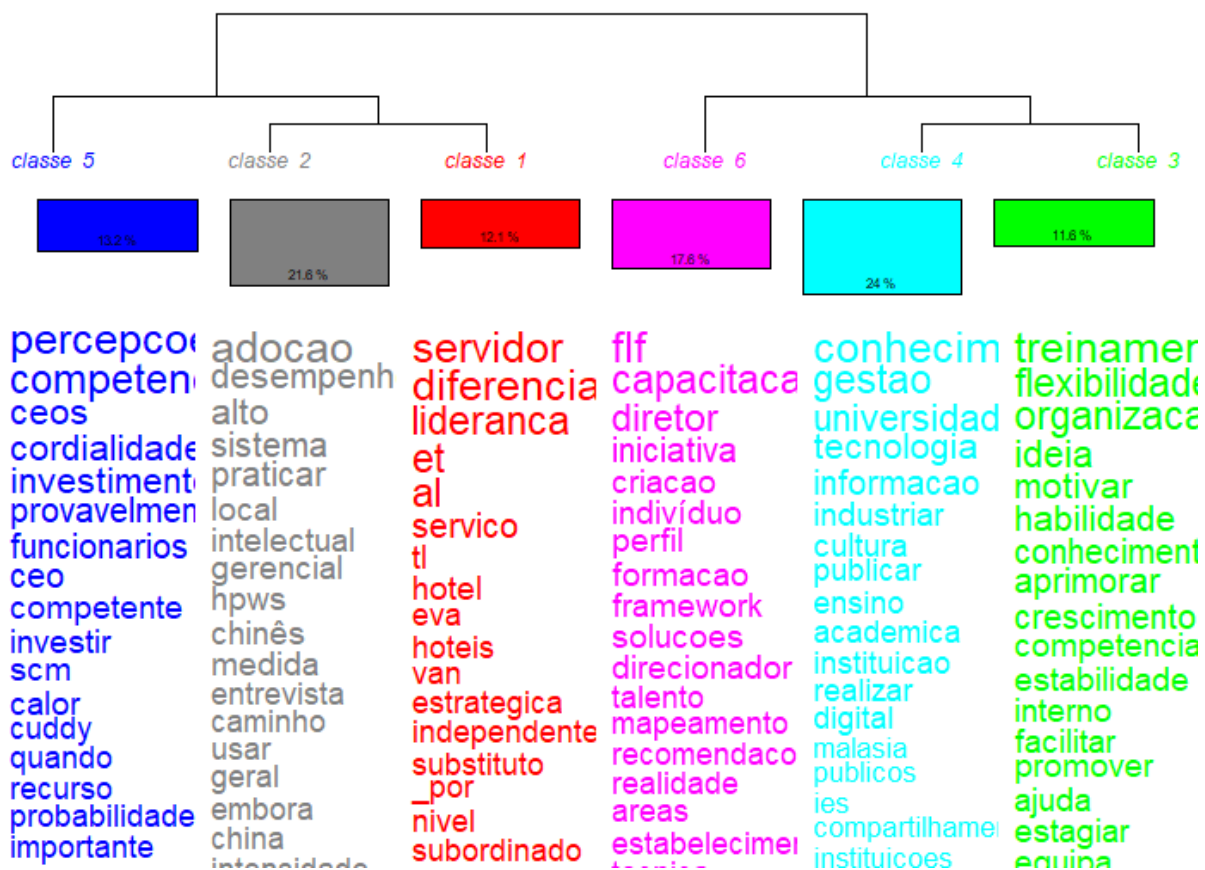 classe 5
classe 2
classe 1
classe 6
classe 4
classe 3
13.2 %
21.6 %
12.1 %
17.6 %
24 %
11.6 %
percepcoe
competen
ceos
cordialidade
investiment
provavelmen
funcionarios
ceo
competente
investir
scm
calor
cuddy
quando
recurso
probabilidade
importante
adocao
desempenh
alto
sistema
praticar
local
intelectual
gerencial
hpws
chinês
medida
entrevista
caminho
usar
geral
embora
china
intensidade
servidor
diferencia
lideranca
et
al
servico
tl
hotel
eva
hoteis
van
estrategica
independente
substituto
_por
nivel
subordinado
flf
capacitaca
diretor
iniciativa
criacao
indivíduo
perfil
formacao
framework
solucoes
direcionador
talento
mapeamento
recomendaco
realidade
areas
estabelecimen
conhecim
gestao
universidad
tecnologia
informacao
industriar
cultura
publicar
ensino
academica
instituicao
realizar
digital
malasia
publicos
ies
compartilhamen
instituicoes
treinamen
flexibilidade
organizaca
ideia
motivar
habilidade
conheciment
aprimorar
crescimento
competencia
estabilidade
interno
facilitar
promover
ajuda
estagiar
equipa